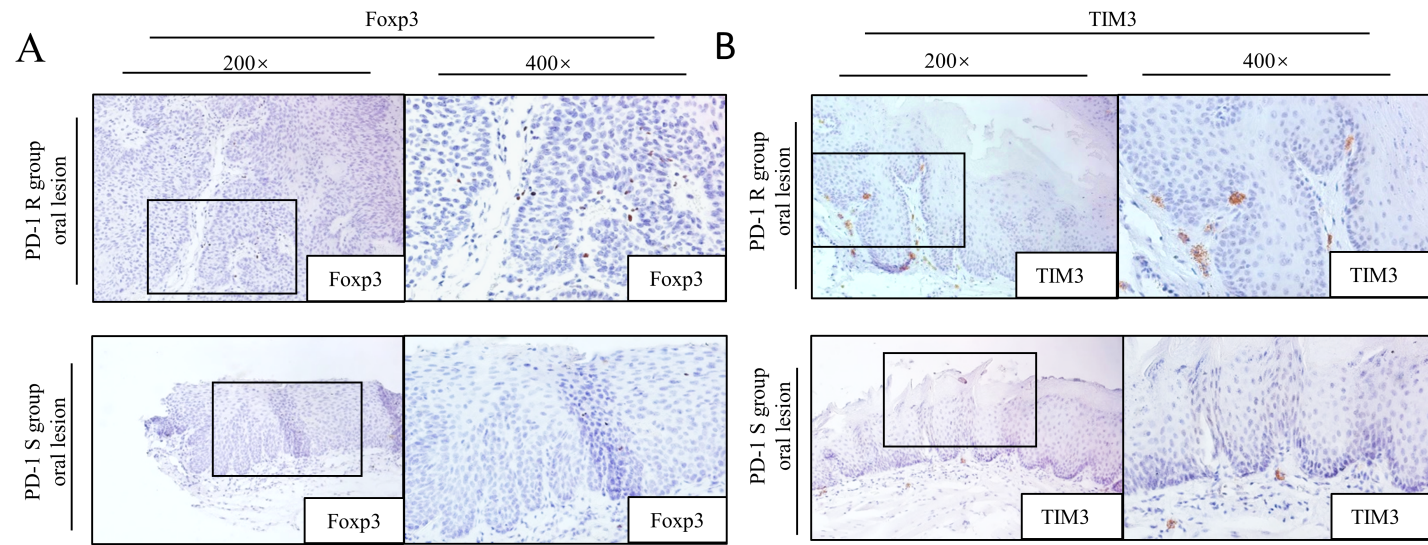 Foxp3
TIM3
A
B
200×
400×
200×
400×
PD-1 R group
oral lesion
Foxp3
Foxp3
PD-1 R group
oral lesion
TIM3
TIM3
PD-1 S group
oral lesion
Foxp3
Foxp3
PD-1 S group
oral lesion
TIM3
TIM3